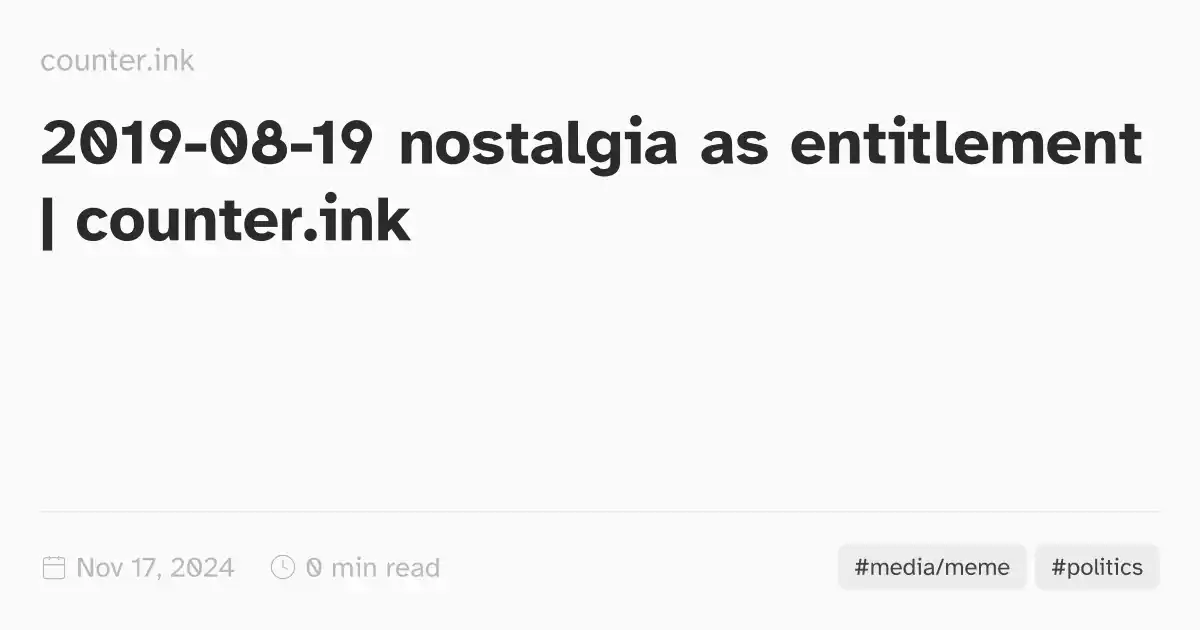 counter.ink
2019-08-19 nostalgia as entitlement
| counter.ink
Nov 17, 2024 0 min read #media/meme #politics